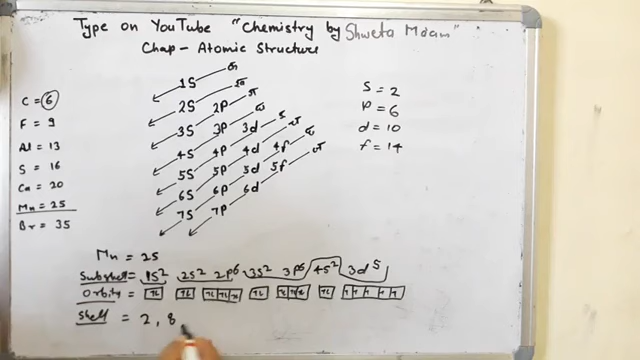 Type on YouTube "Chemistry by Shweta Mdam"
Chap - Atomic Structure
1S
2S 2P
3S 3P 3d
4S 4P 4d 4f
5S 5P 5d 5f
6S 6P 6d
7S 7P
C = 6
F = 9
Al = 13
S = 16
Ca = 20
Mn = 25
Br = 35
S = 2
P = 6
d = 10
f = 14
Mn = 25
Subshell = 1S² 2S² 2P⁶ 3S² 3P⁶ 4S² 3d⁵
= 
Shell = 2, 8